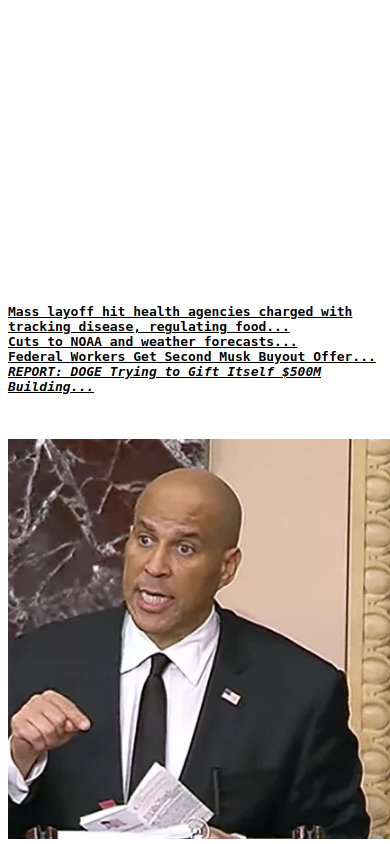 Mass layoff hit health agencies charged with
tracking disease, regulating food...
Cuts to NOAA and weather forecasts...
Federal Workers Get Second Musk Buyout Offer...
REPORT: DOGE Trying to Gift Itself $500M
Building...